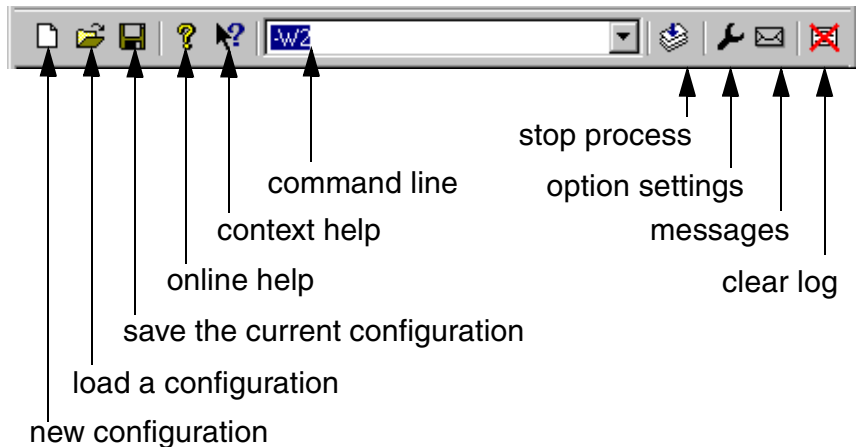 -W2
stop process
command line
option settings
context help
messages
online help
clear log
save the current configuration
load a configuration
new configuration